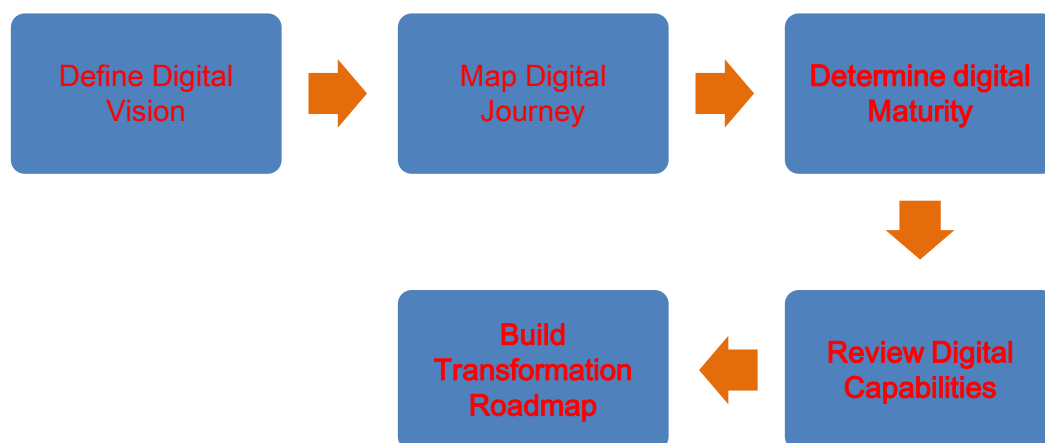 Define Digital
Vision
Map Digital
Journey
Determine digital
Maturity
Review Digital
Capabilities
Build
Transformation
Roadmap